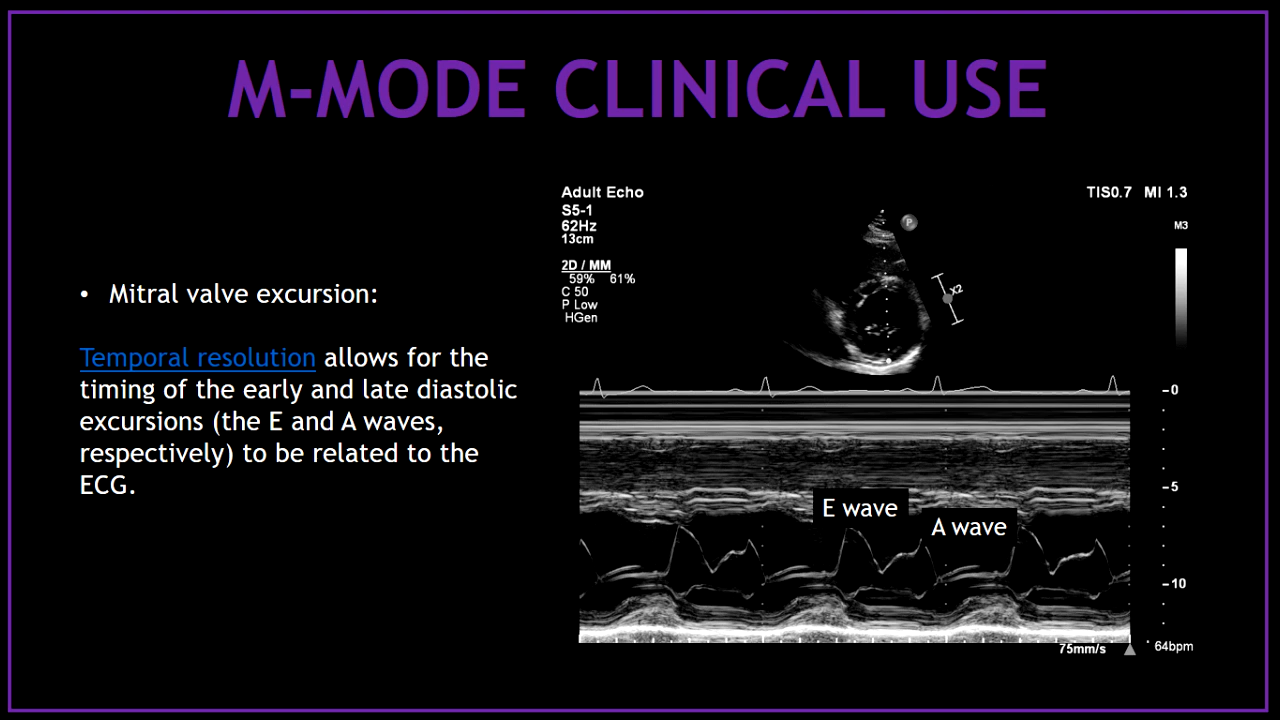 M-MODE CLINICAL USE
Adult Echo
S5-1
62Hz
13cm
2D / MM
59% 61%
C 50
P Low
HGen
TIS0.7 MI 1.3
M3
P
X2
• Mitral valve excursion:
Temporal resolution allows for the
timing of the early and late diastolic
excursions (the E and A waves,
respectively) to be related to the
ECG.
0
5
E wave
A wave
10
75mm/s
64bpm